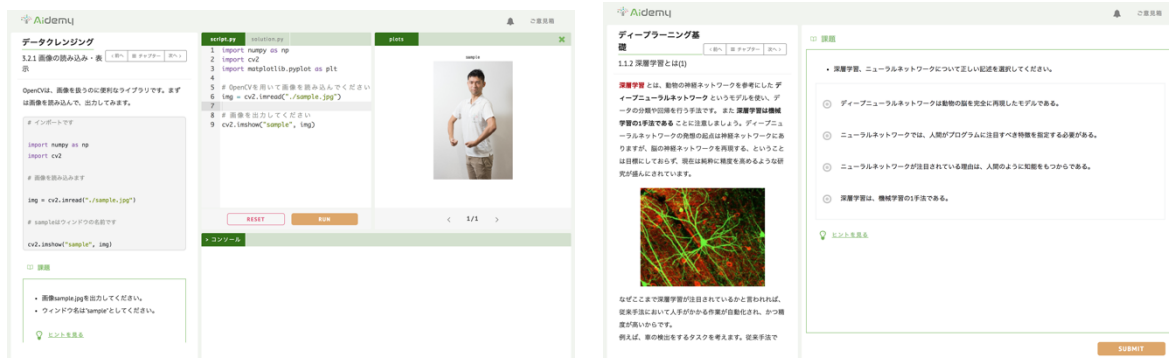 Aidemy
ご意見箱
データクレンジング
3.2.1 画像の読み込み・表
示
< 前へ
チャプター
次へ >
OpenCVは、画像を扱うのに便利なライブラリです。まず
は画像を読み込んで、出力してみます。
# インポートです
import numpy as np
import cv2
# 画像を読み込みます
img = cv2.imread("./sample.jpg")
# sampleはウィンドウの名前です
cv2.imshow("sample", img)
課題
• 画像sample.jpgを出力してください。
• ウィンドウ名は"sample"としてください。
ヒントを見る
script.py
solution.py
1 import numpy as np
2 import cv2
3 import matplotlib.pyplot as plt
4
5 # OpenCVを用いて画像を読み込んでください
6 img = cv2.imread("./sample.jpg")
7
8 # 画像を出力してください
9 cv2.imshow("sample", img)
RESET
RUN
plots
sample
< 1/1 >
> コンソール
Aidemy
ご意見箱
ディープラーニング基
礎
< 前へ
チャプター
次へ >
1.1.2 深層学習とは(1)
深層学習 とは、動物の神経ネットワークを参考にした デ
ィープニューラルネットワーク というモデルを使い、デ
ータの分類や回帰を行う手法です。 また 深層学習は機械
学習の1手法である ことに注意しましょう。ディープニュ
ーラルネットワークの発想の起点は神経ネットワークにあ
りますが、脳の神経ネットワークを再現する、ということ
は目標にしておらず、現在は純粋に精度を高めるような研
究が盛んにされています。
なぜここまで深層学習が注目されているかと言われれば、
従来手法において人手がかかる作業が自動化され、かつ精
度が高いからです。
例えば、車の検出をするタスクを考えます。従来手法で
課題
• 深層学習、ニューラルネットワークについて正しい記述を選択してください。
ディープニューラルネットワークは動物の脳を完全に再現したモデルである。
ニューラルネットワークでは、人間がプログラムに注目すべき特徴を指定する必要がある。
ニューラルネットワークが注目されている理由は、人間のように知能をもつからである。
深層学習は、機械学習の1手法である。
ヒントを見る
SUBMIT